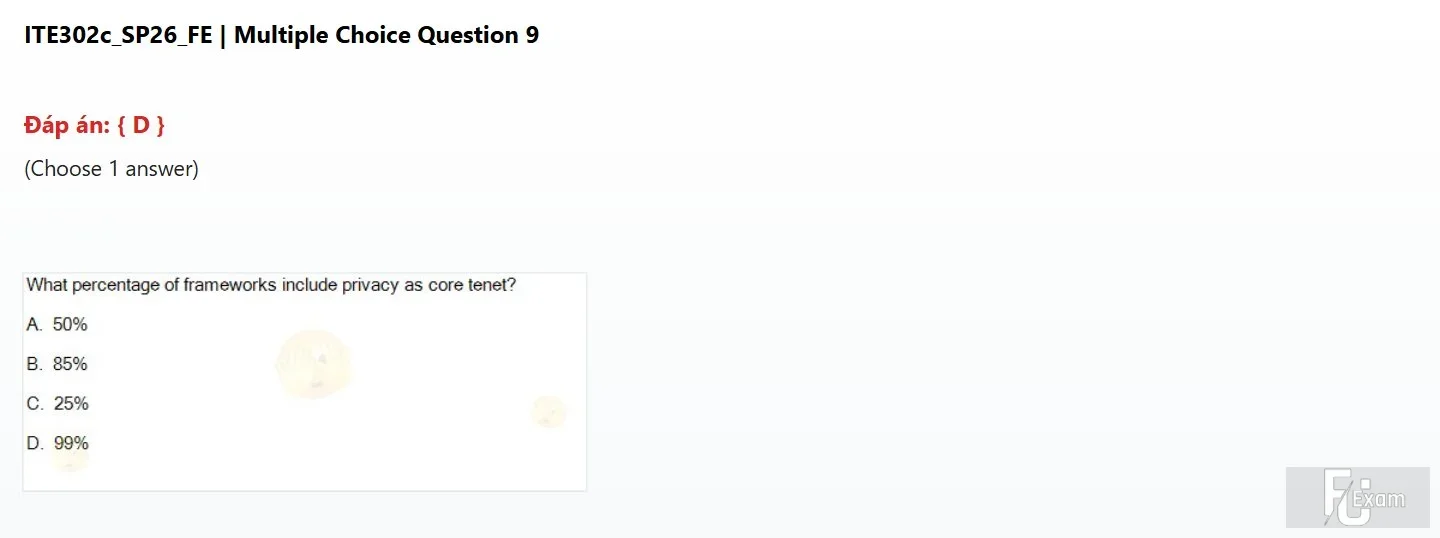 ITE302c_SP26_FE | Multiple Choice Question 9
Đáp án: { D }
(Choose 1 answer)
What percentage of frameworks include privacy as core tenet?
A. 50%
B. 85%
C. 25%
D. 99%
FU Exam